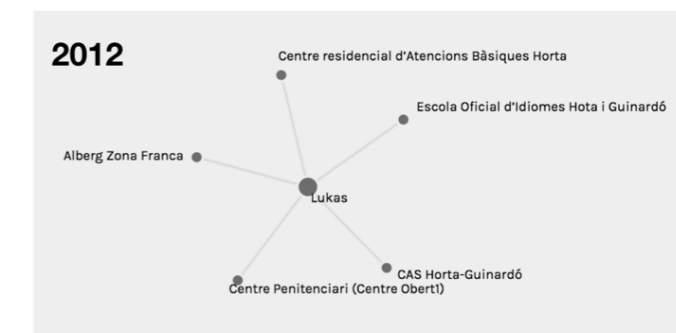 2012
Centre residencial d'Atencions Bàsiques Horta
Escola Oficial d'Idiomes Hota i Guinardó
Alberg Zona Franca
Lukas
CAS Horta-Guinardó
Centre Penitenciari (Centre Obert1)